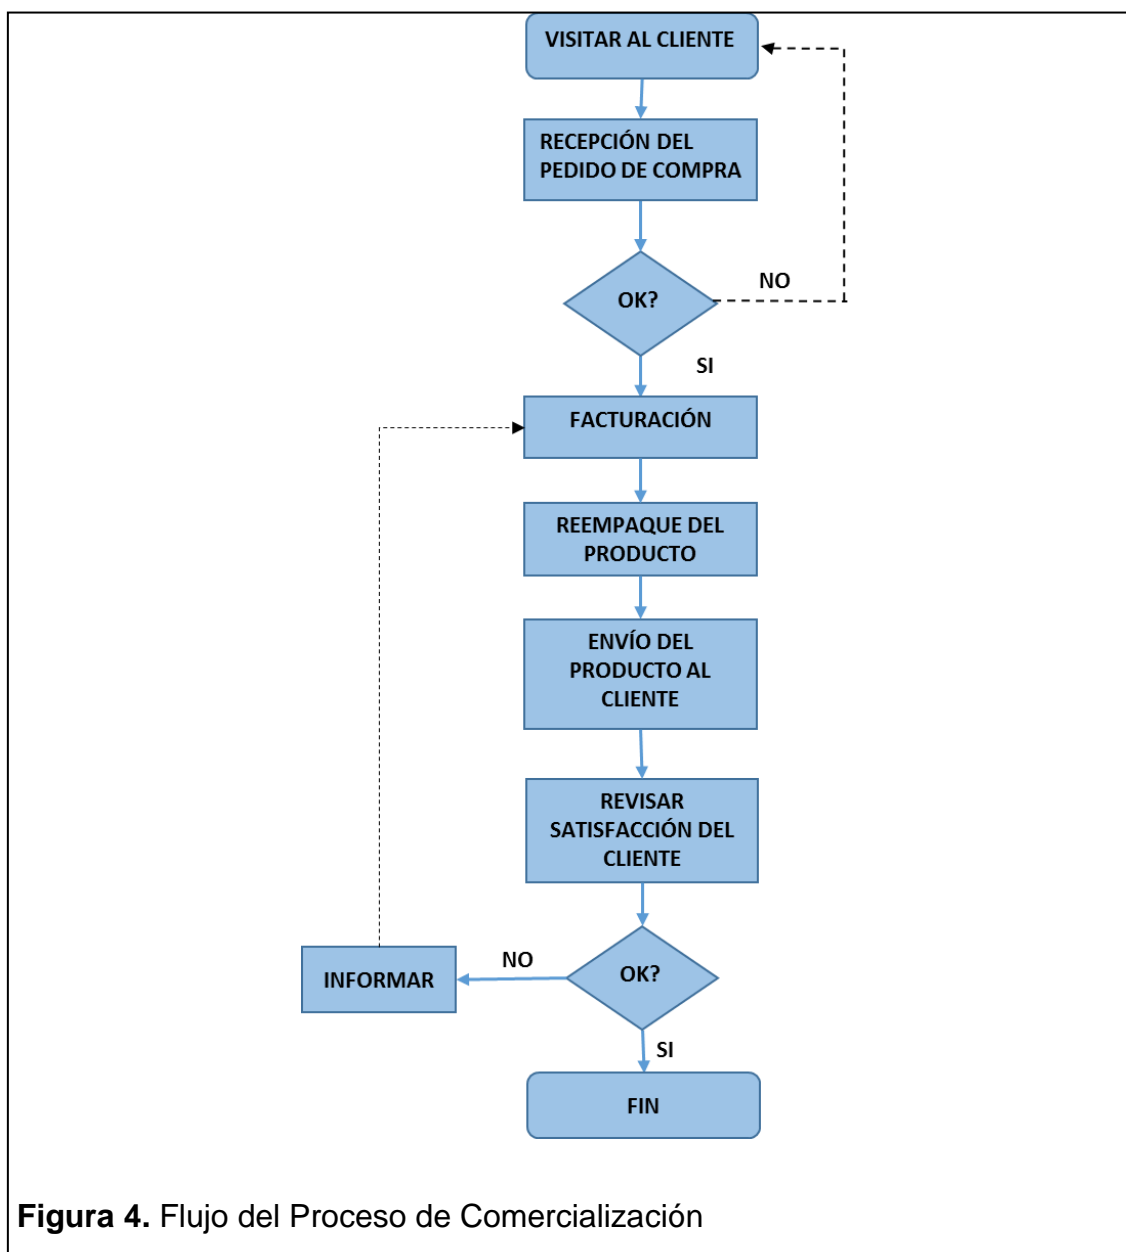 VISITAR AL CLIENTE
RECEPCIÓN DEL
PEDIDO DE COMPRA
OK?
NO
SI
FACTURACIÓN
REEMPAQUE DEL
PRODUCTO
ENVÍO DEL
PRODUCTO AL
CLIENTE
REVISAR
SATISFACCIÓN DEL
CLIENTE
OK?
NO
INFORMAR
SI
FIN
Figura 4. Flujo del Proceso de Comercialización